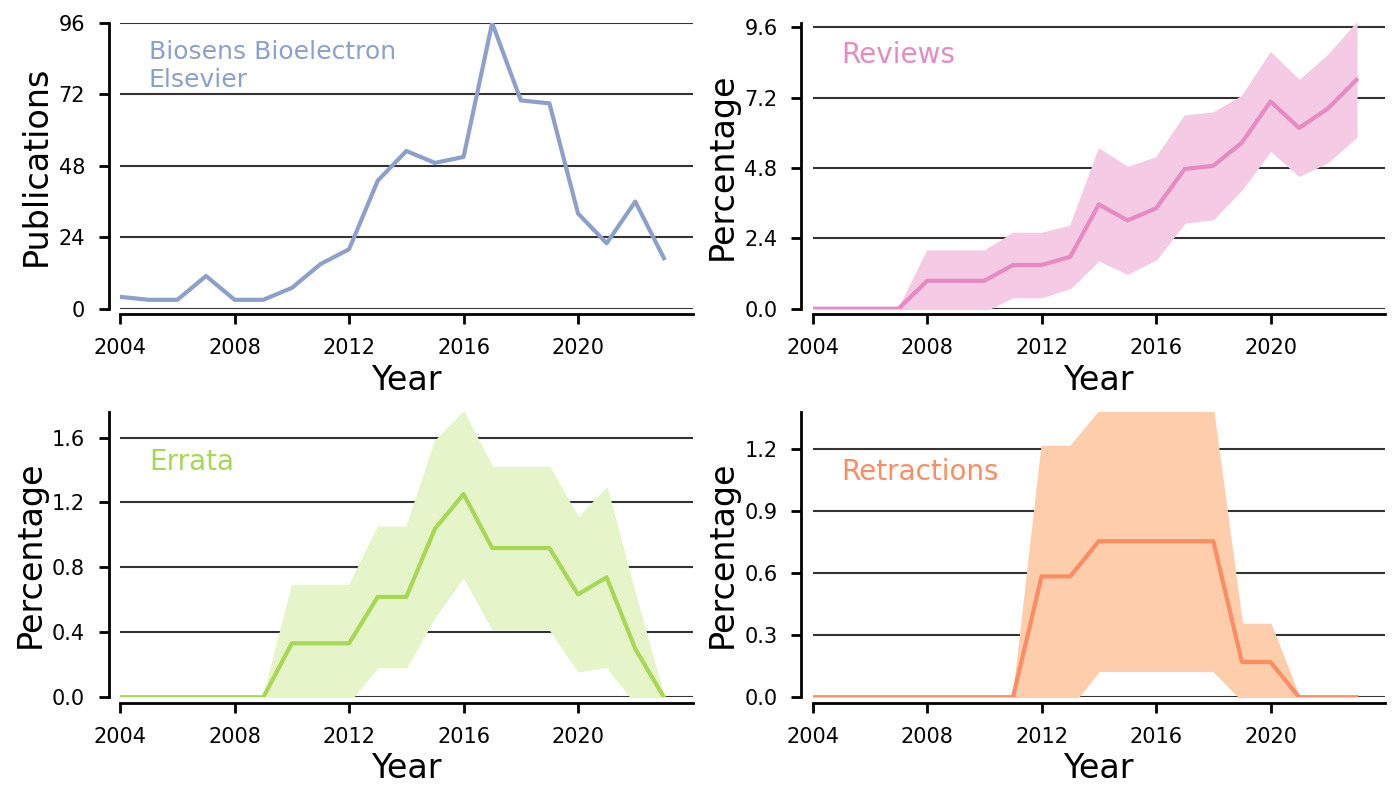 Publications
96
72
48
24
0
Biosens Bioelectron
Elsevier
2004 2008 2012 2016 2020
Year
Percentage
9.6
7.2
4.8
2.4
0.0
Reviews
2004 2008 2012 2016 2020
Year
Percentage
1.6
1.2
0.8
0.4
0.0
Errata
2004 2008 2012 2016 2020
Year
Percentage
1.2
0.9
0.6
0.3
0.0
Retractions
2004 2008 2012 2016 2020
Year